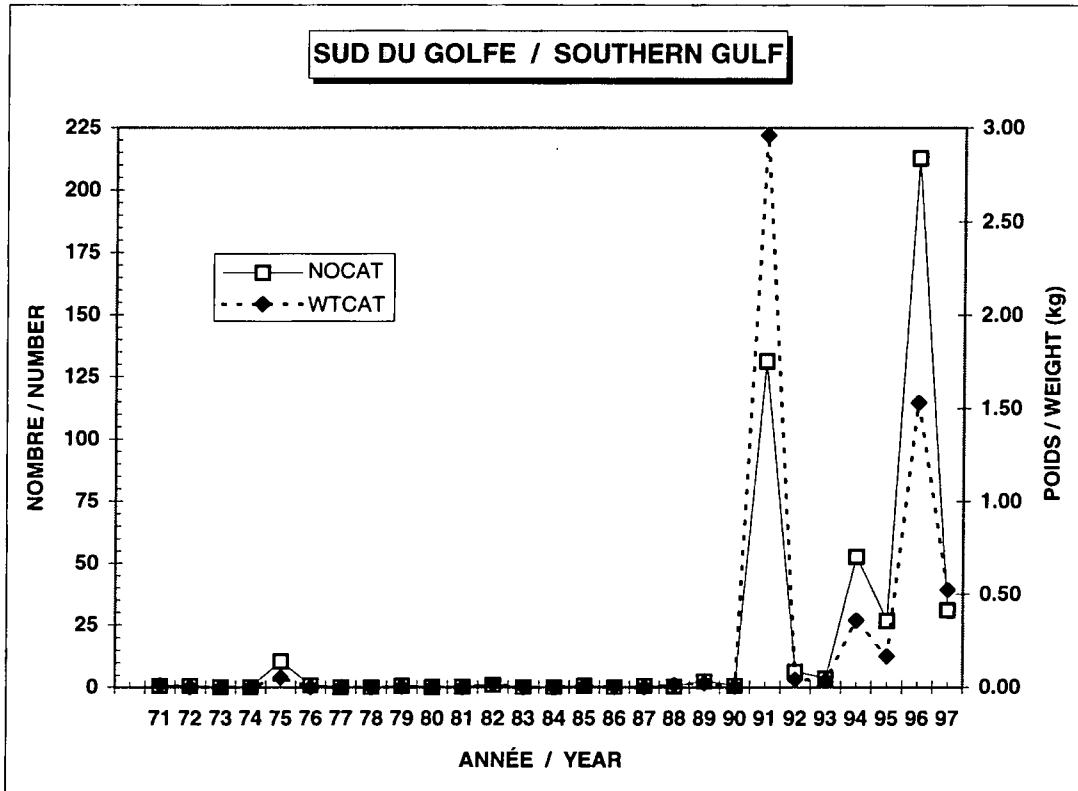 SUD DU GOLFE / SOUTHERN GULF
NOMBRE / NUMBER
225
200
175
150
125
100
75
50
25
0
NOCAT
WTCAT
3.00
2.50
2.00
1.50
1.00
0.50
0.00
POIDS / WEIGHT (kg)
71 72 73 74 75 76 77 78 79 80 81 82 83 84 85 86 87 88 89 90 91 92 93 94 95 96 97
ANNÉE / YEAR